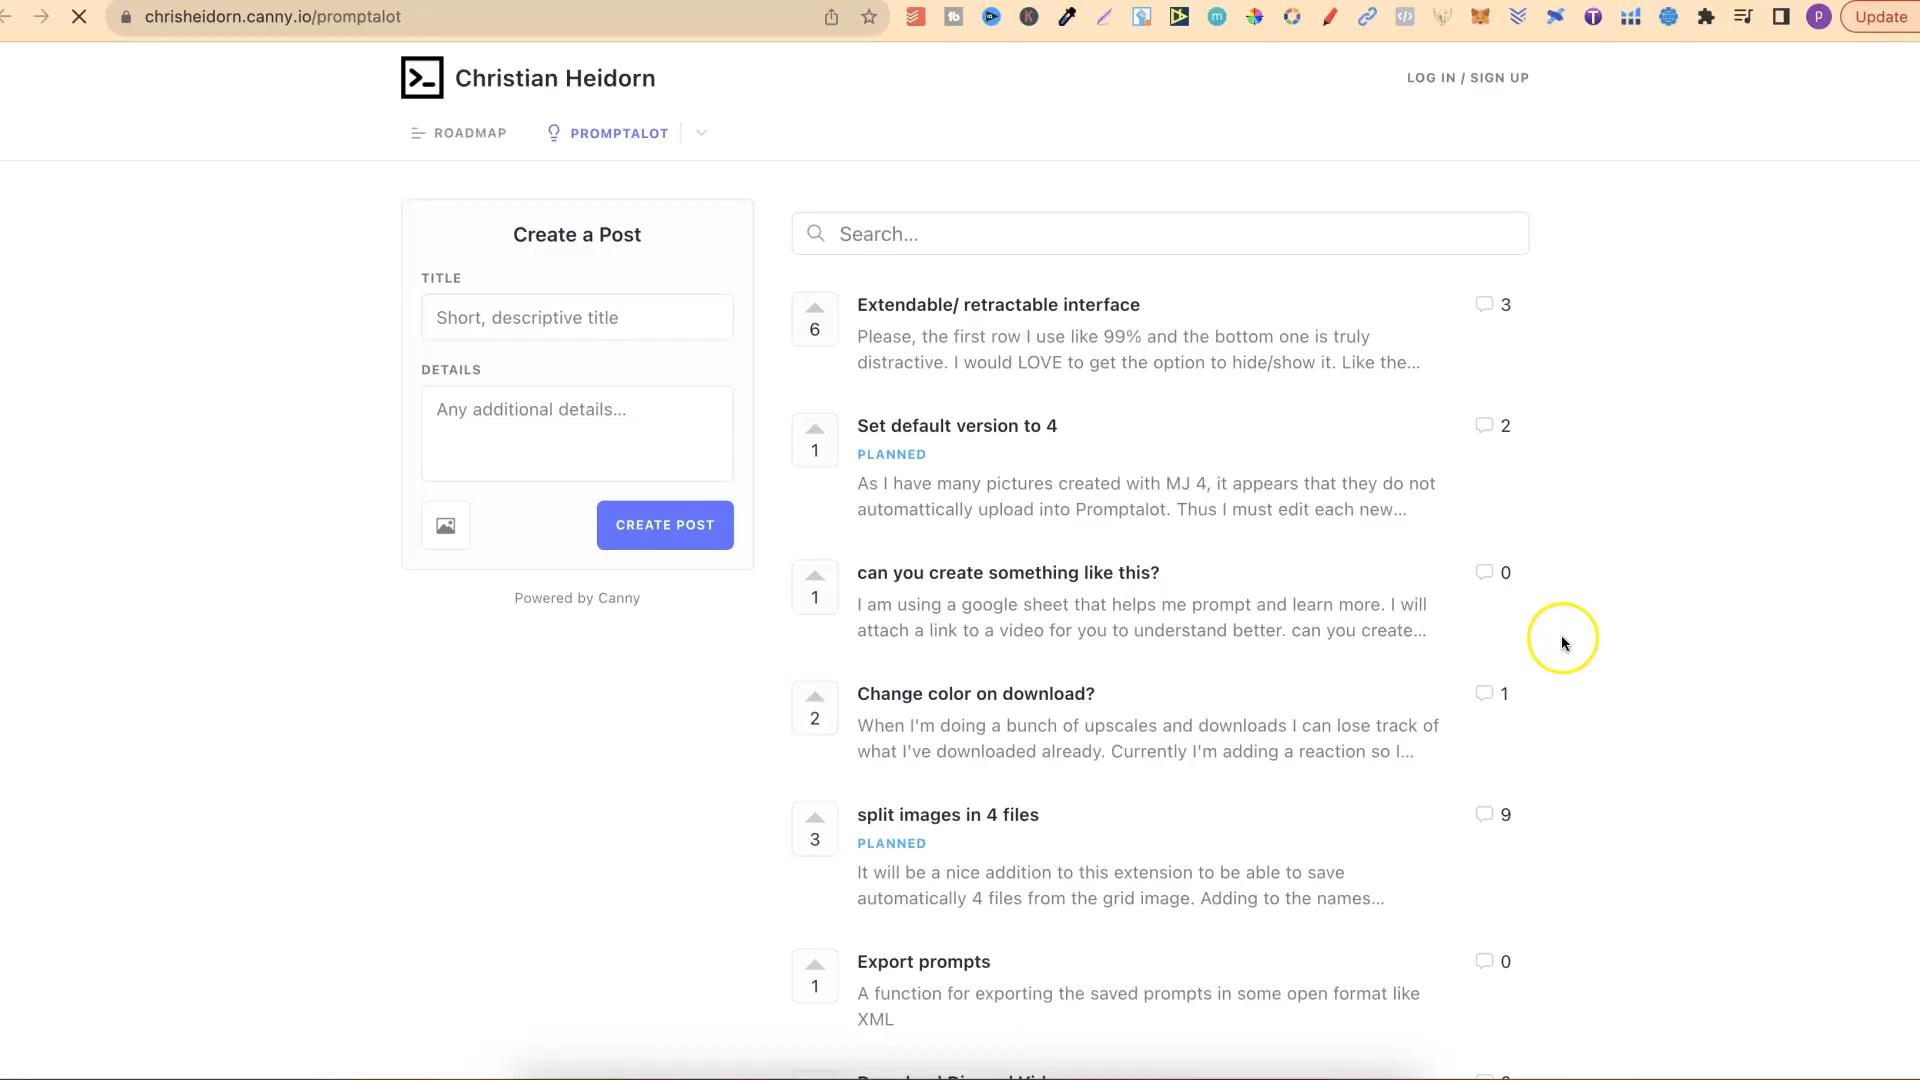 chrisheidorn.canny.io/promptalot
P
Update
Christian Heidorn
LOG IN / SIGN UP
ROADMAP
PROMPTALOT
Create a Post
TITLE
Short, descriptive title
DETAILS
Any additional details...
CREATE POST
Powered by Canny
Search...
6
Extendable/ retractable interface
3
Please, the first row I use like 99% and the bottom one is truly
distractive. I would LOVE to get the option to hide/show it. Like the...
1
Set default version to 4
2
PLANNED
As I have many pictures created with MJ 4, it appears that they do not
automattically upload into Promptalot. Thus I must edit each new...
1
can you create something like this?
0
I am using a google sheet that helps me prompt and learn more. I will
attach a link to a video for you to understand better. can you create...
2
Change color on download?
1
When I'm doing a bunch of upscales and downloads I can lose track of
what I've downloaded already. Currently I'm adding a reaction so I...
3
split images in 4 files
9
PLANNED
It will be a nice addition to this extension to be able to save
automatically 4 files from the grid image. Adding to the names...
1
Export prompts
0
A function for exporting the saved prompts in some open format like
XML